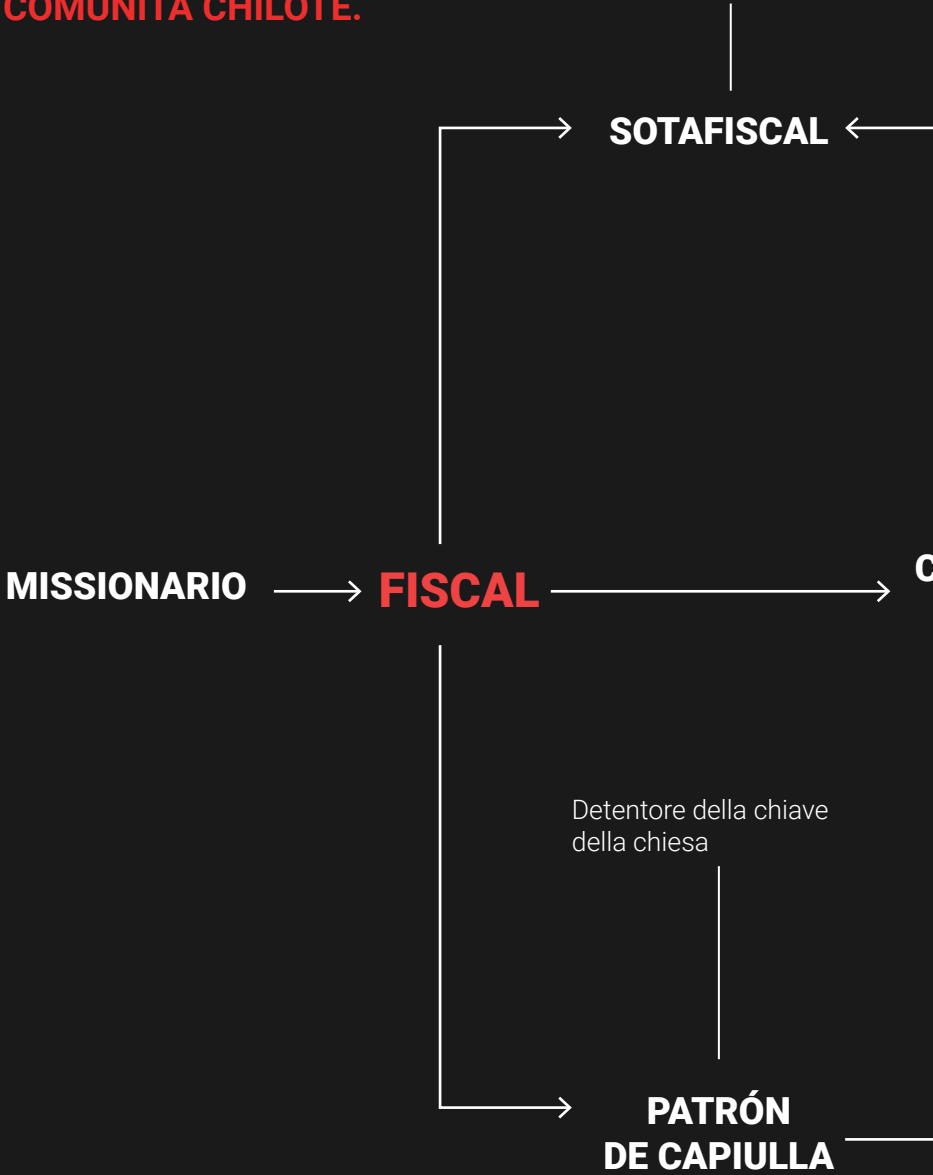 COMUNITÀ CHILOTE.
SOTAFISCAL
MISSIONARIO
FISCAL
C
Detentore della chiave
della chiesa
PATRÓN
DE CAPIULLA